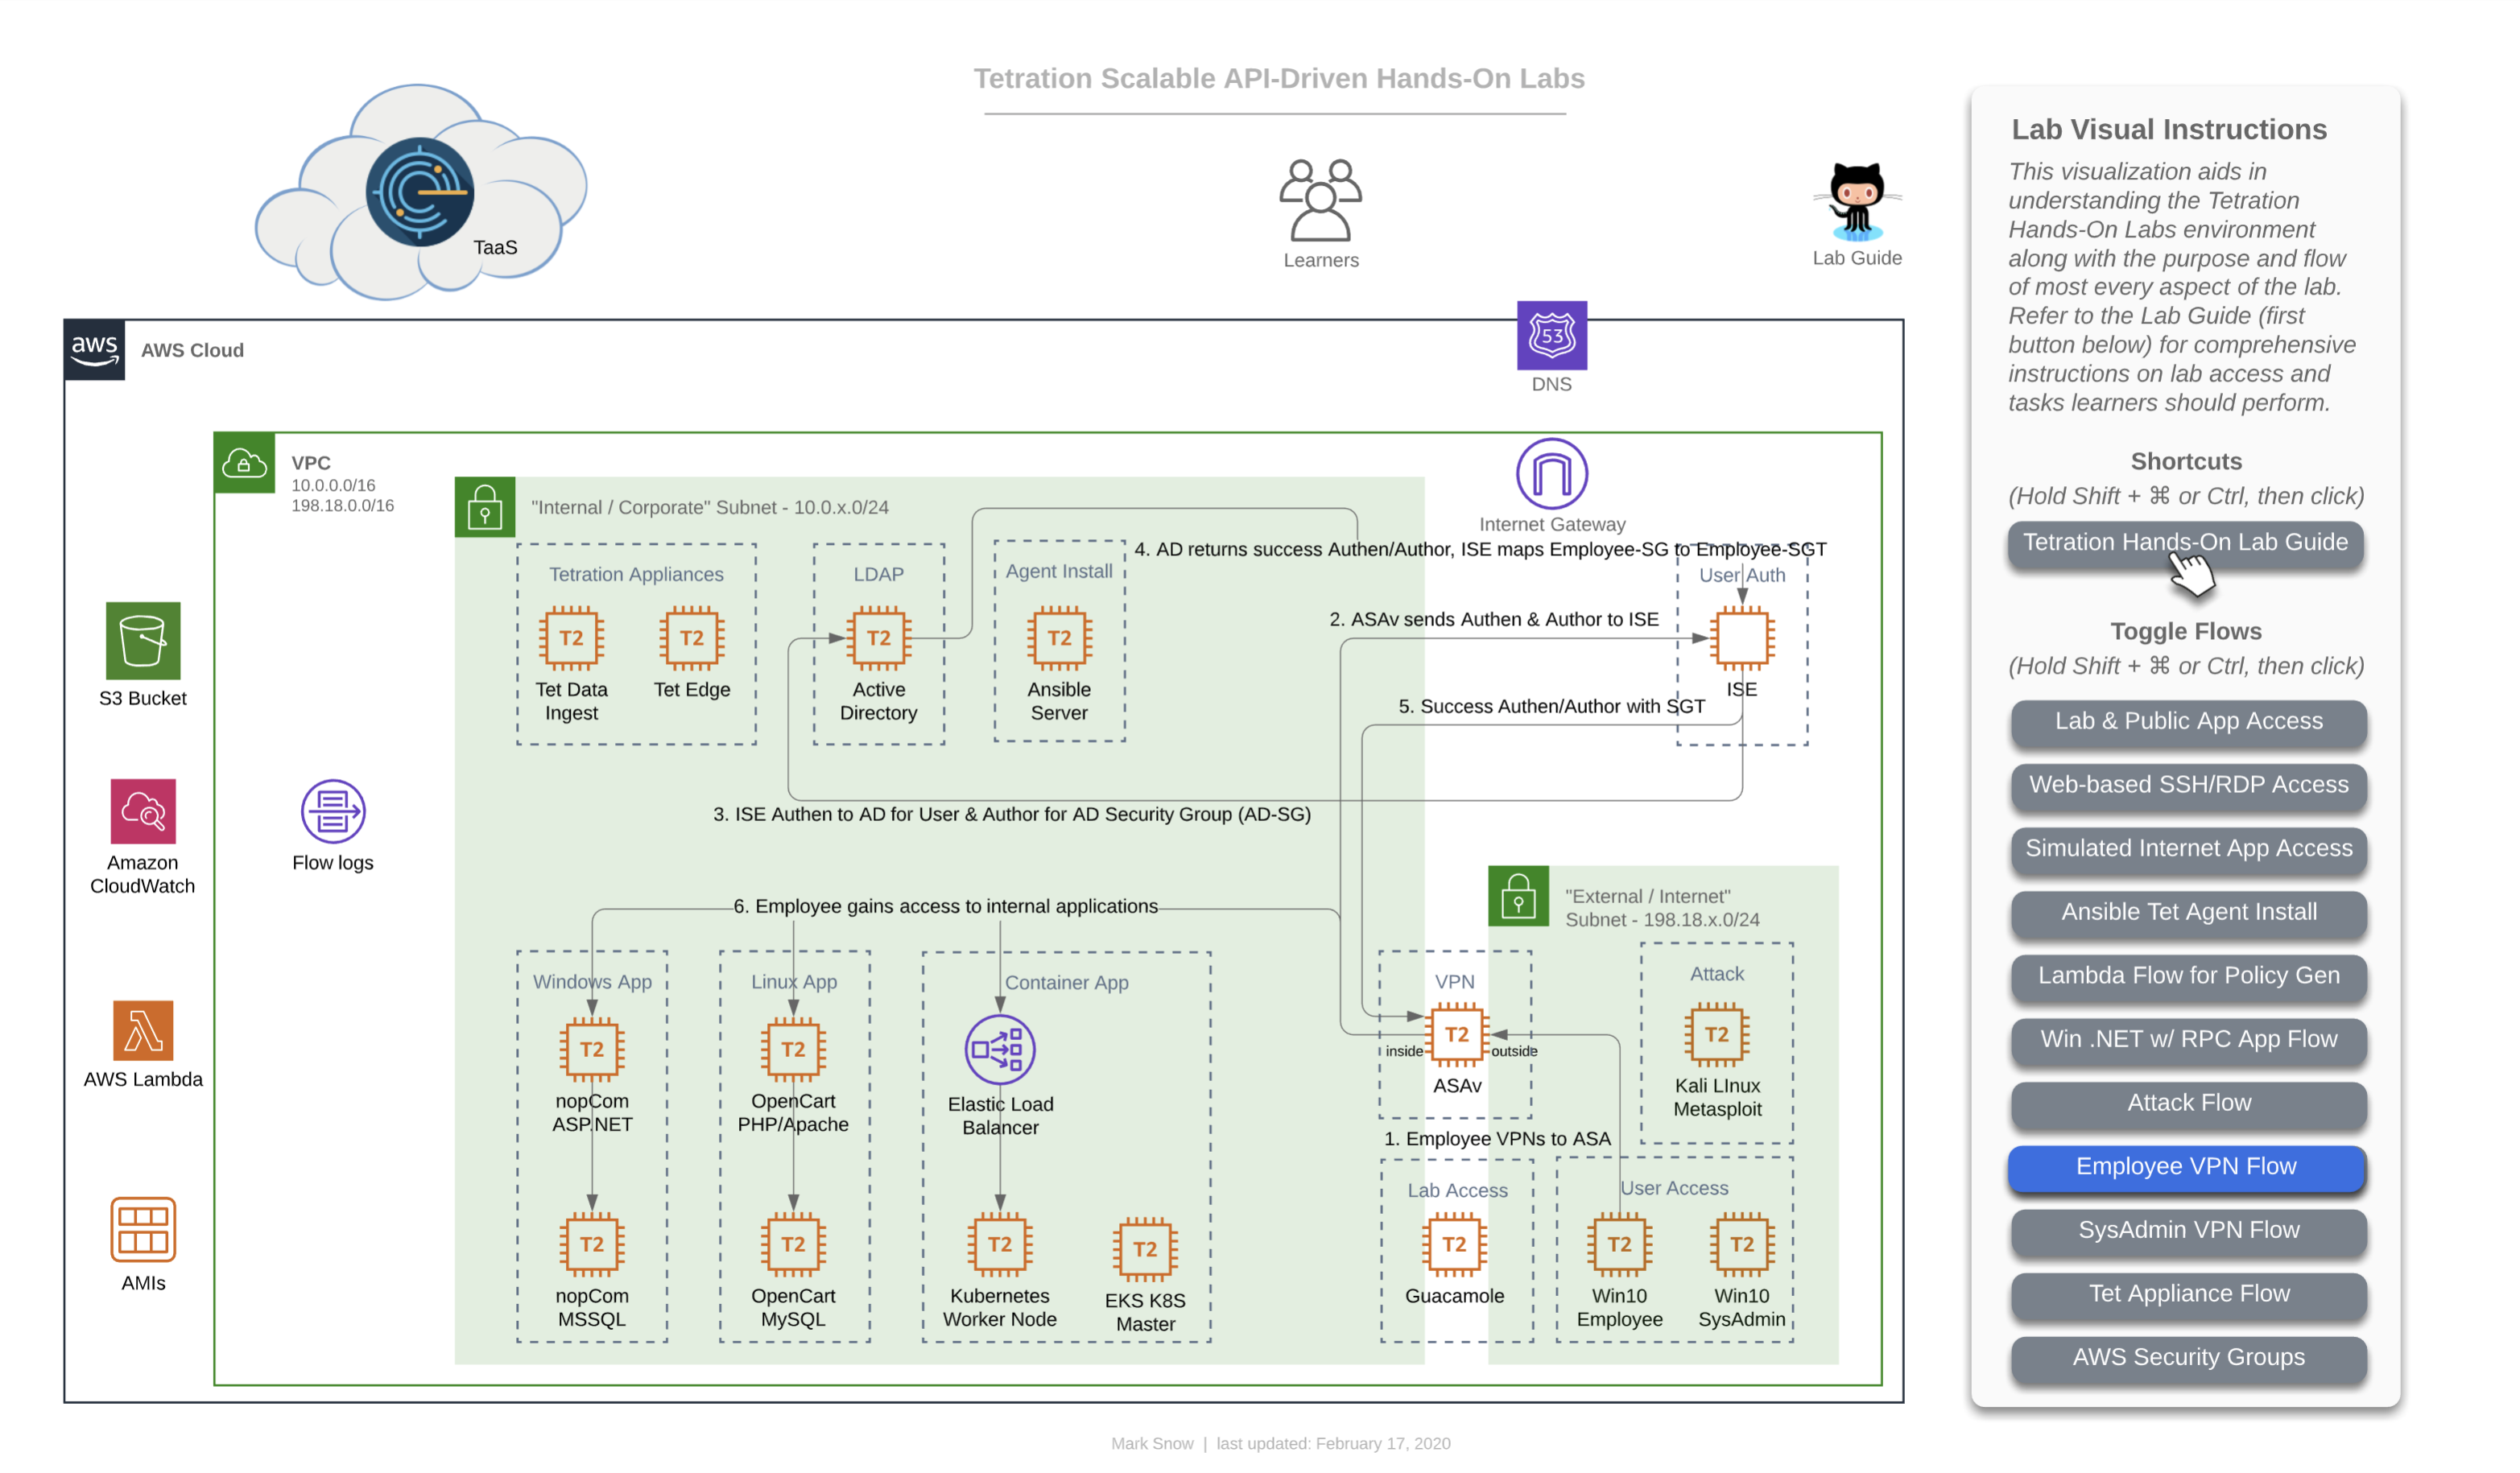 Tetration Scalable API-Driven Hands-On Labs
TaaS
Learners
Lab Guide
aws
AWS Cloud
53
DNS
VPC
10.0.0.0/16
198.18.0.0/16
"Internal / Corporate" Subnet - 10.0.x.0/24
Internet Gateway
4. AD returns success Authen/Author, ISE maps Employee-SG to Employee-SGT
Tetration Appliances
LDAP
Agent Install
User Auth
2. ASAv sends Authen & Author to ISE
T2
T2
T2
T2
Tet Data
Ingest
Tet Edge
Active
Directory
Ansible
Server
ISE
5. Success Authen/Author with SGT
S3 Bucket
3. ISE Authen to AD for User & Author for AD Security Group (AD-SG)
Amazon
CloudWatch
Flow logs
6. Employee gains access to internal applications
"External / Internet"
Subnet - 198.18.x.0/24
Windows App
Linux App
Container App
VPN
Attack
T2
T2
T2
T2
inside
outside
AWS Lambda
nopCom
ASP.NET
OpenCart
PHP/Apache
Elastic Load
Balancer
ASAv
Kali LInux
Metasploit
1. Employee VPNs to ASA
Lab Access
User Access
T2
T2
T2
T2
T2
T2
T2
AMIs
nopCom
MSSQL
OpenCart
MySQL
Kubernetes
Worker Node
EKS K8S
Master
Guacamole
Win10
Employee
Win10
SysAdmin
Lab Visual Instructions
This visualization aids in
understanding the Tetration
Hands-On Labs environment
along with the purpose and flow
of most every aspect of the lab.
Refer to the Lab Guide (first
button below) for comprehensive
instructions on lab access and
tasks learners should perform.
Shortcuts
(Hold Shift + ⌘ or Ctrl, then click)
Tetration Hands-On Lab Guide
Toggle Flows
(Hold Shift + ⌘ or Ctrl, then click)
Lab & Public App Access
Web-based SSH/RDP Access
Simulated Internet App Access
Ansible Tet Agent Install
Lambda Flow for Policy Gen
Win .NET w/ RPC App Flow
Attack Flow
Employee VPN Flow
SysAdmin VPN Flow
Tet Appliance Flow
AWS Security Groups
Mark Snow | last updated: February 17, 2020